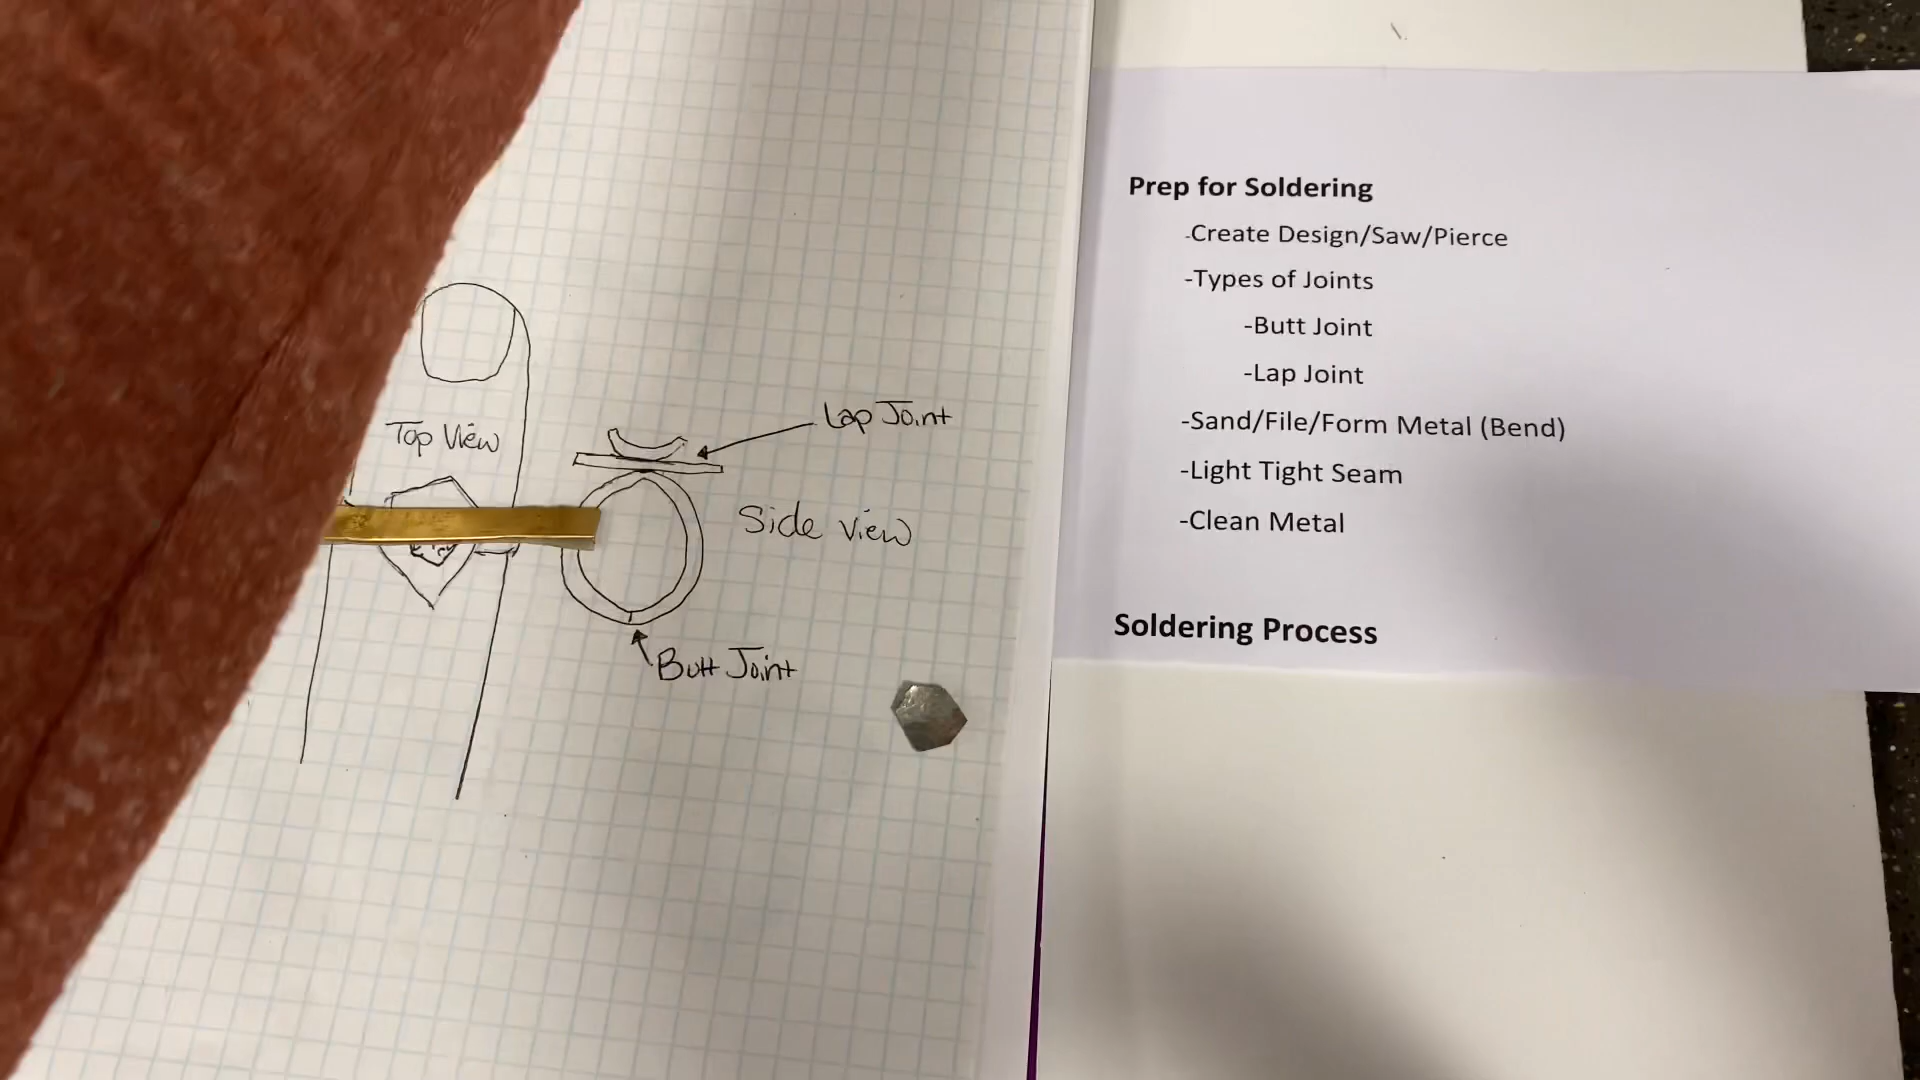 Top View
Lap Joint
Side view
Butt Joint
Prep for Soldering
-Create Design/Saw/Pierce
-Types of Joints
-Butt Joint
-Lap Joint
-Sand/File/Form Metal (Bend)
-Light Tight Seam
-Clean Metal
Soldering Process